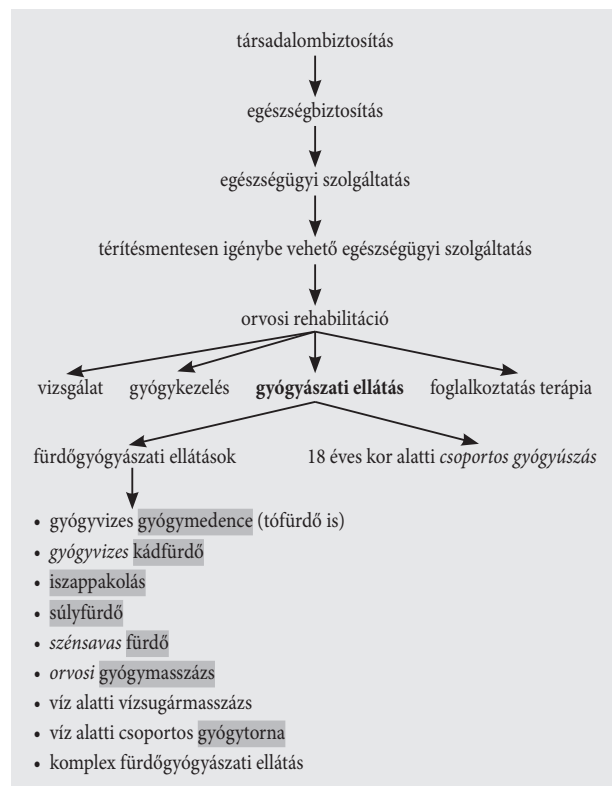 társadalombiztosítás
egészségbiztosítás
egészségügyi szolgáltatás
térítésmentesen igénybe vehető egészségügyi szolgáltatás
orvosi rehabilitáció
vizsgálat gyógykezelés gyógyászati ellátás foglalkoztatás terápia
fürdőgyógyászati ellátások 18 éves kor alatti csoportos gyógyúszás
• gyógyvizes gyógymedence (tófürdő is)
• gyógyvizes kádfürdő
• iszappakolás
• súlyfürdő
• szénsavas fürdő
• orvosi gyógymasszázs
• víz alatti vízsugármasszázs
• víz alatti csoportos gyógytorna
• komplex fürdőgyógyászati ellátás